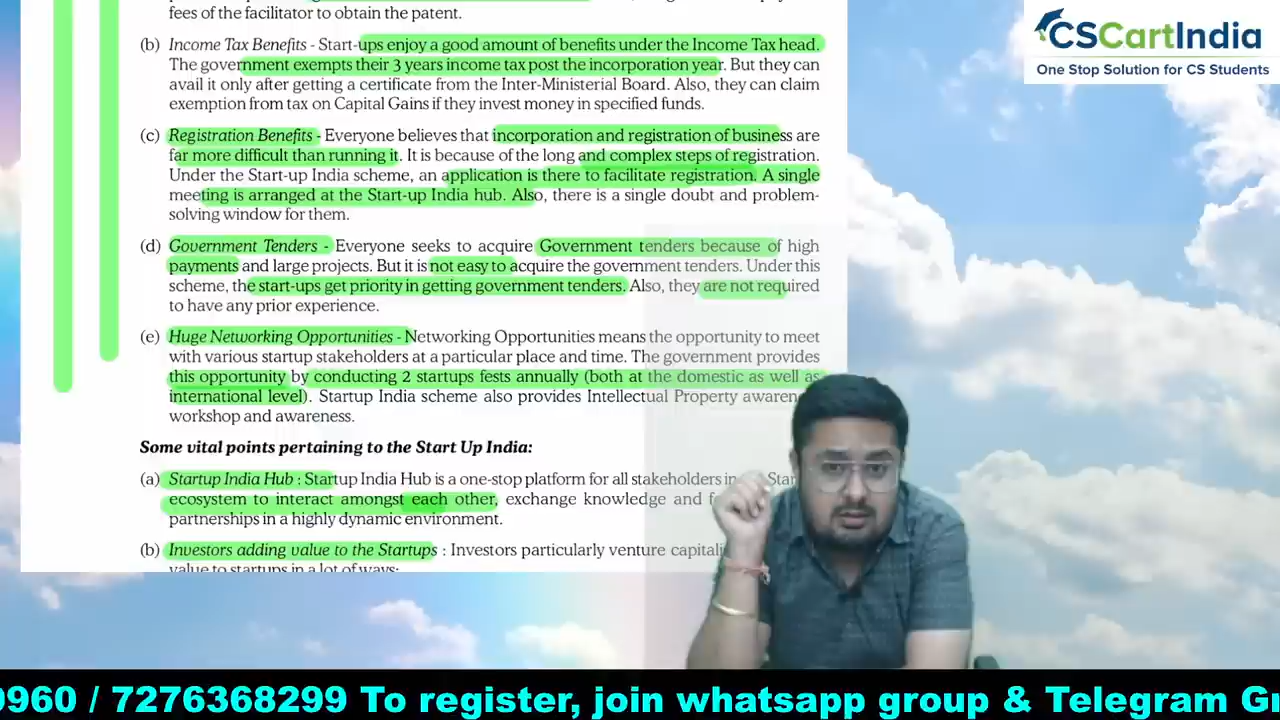 fees of the facilitator to obtain the patent.
(b) Income Tax Benefits - Start-ups enjoy a good amount of benefits under the Income Tax head.
The government exempts their 3 years income tax post the incorporation year. But they can
avail it only after getting a certificate from the Inter-Ministerial Board. Also, they can claim
exemption from tax on Capital Gains if they invest money in specified funds.
(c) Registration Benefits - Everyone believes that incorporation and registration of business are
far more difficult than running it. It is because of the long and complex steps of registration.
Under the Start-up India scheme, an application is there to facilitate registration. A single
meeting is arranged at the Start-up India hub. Also, there is a single doubt and problem-
solving window for them.
(d) Government Tenders - Everyone seeks to acquire Government tenders because of high
payments and large projects. But it is not easy to acquire the government tenders. Under this
scheme, the start-ups get priority in getting government tenders. Also, they are not required
to have any prior experience.
(e) Huge Networking Opportunities - Networking Opportunities means the opportunity to meet
with various startup stakeholders at a particular place and time. The government provides
this opportunity by conducting 2 startups fests annually (both at the domestic as well as
international level). Startup India scheme also provides Intellectual Property
workshop and awareness.
Some vital points pertaining to the Start Up India:
(a) Startup India Hub : Startup India Hub is a one-stop platform for all stakeholders in
ecosystem to interact amongst each other, exchange knowledge and
partnerships in a highly dynamic environment.
(b) Investors adding value to the Startups : Investors particularly venture
value to startups in a lot of ways:
CSCartIndia
One Stop Solution for CS Students
9960 / 7276368299 To register, join whatsapp group & Telegram